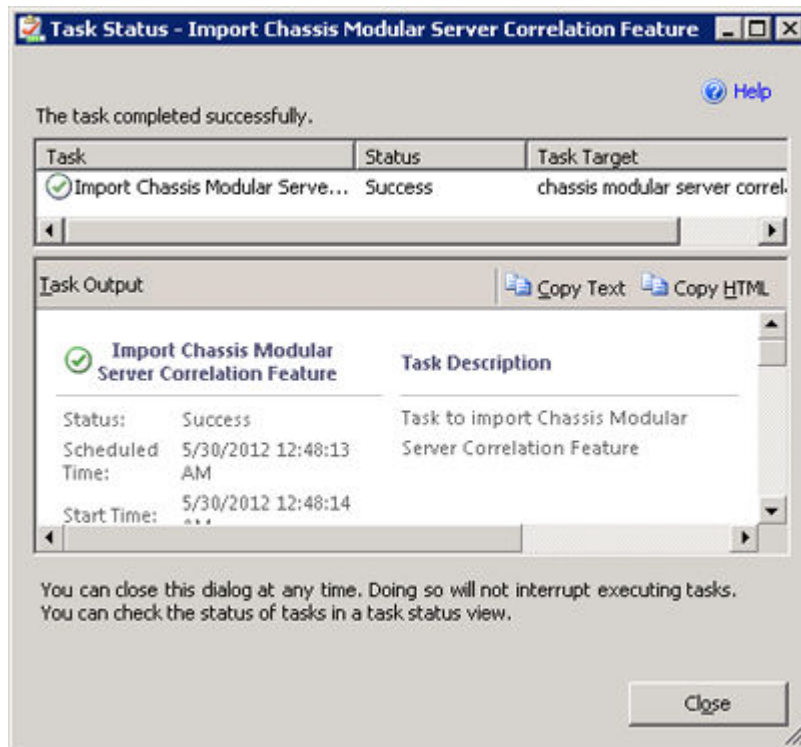 Task Status - Import Chassis Modular Server Correlation Feature
Help
The task completed successfully.
Task Status Task Target
Import Chassis Modular Serve... Success chassis modular server correl
Task Output Copy Text Copy HTML
Import Chassis Modular
Server Correlation Feature
Task Description
Status: Success
Scheduled Time: 5/30/2012 12:48:13 AM
Start Time: 5/30/2012 12:48:14
Task to import Chassis Modular
Server Correlation Feature
You can close this dialog at any time. Doing so will not interrupt executing tasks.
You can check the status of tasks in a task status view.
Close